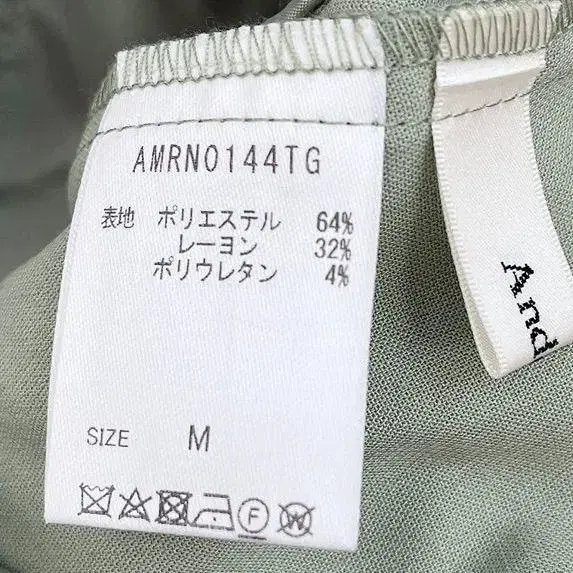 AMRN0144TG
表地 ポリエステル 64%
レーヨン 32%
ポリウレタン 4%
SIZE M
F W
And